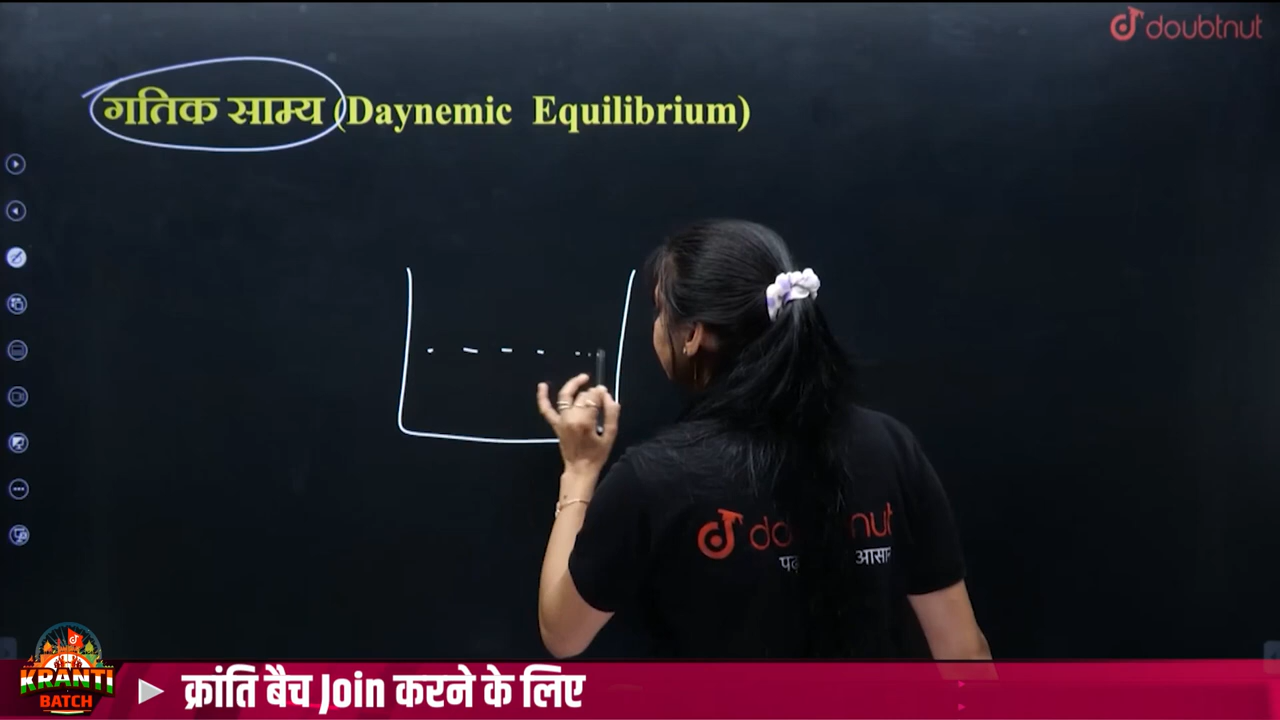 doubtnut
गतिक साम्य (Daynemic Equilibrium)
KRANTI
BATCH
क्रांति बैच Join करने के लिए